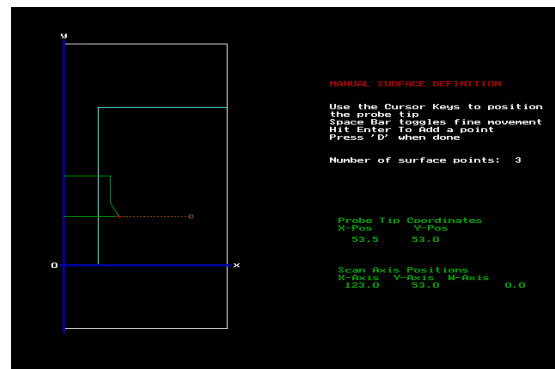 y
MANUAL SURFACE DEFINITION
Use the Cursor Keys to position
the probe tip
Space Bar toggles fine movement
Hit Enter To Add a point
Press 'D' when done
Number of surface points: 3
Probe Tip Coordinates
X-Pos Y-Pos
53.5 53.0
0 x
Scan Axis Positions
X-Axis Y-Axis W-Axis
123.0 53.0 0.0